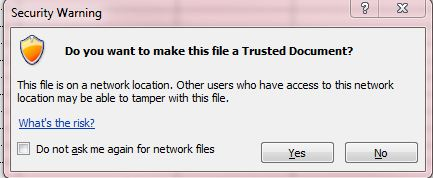 Security Warning
Do you want to make this file a Trusted Document?
This file is on a network location. Other users who have access to this network
location may be able to tamper with this file.
What's the risk?
Do not ask me again for network files
Yes
No